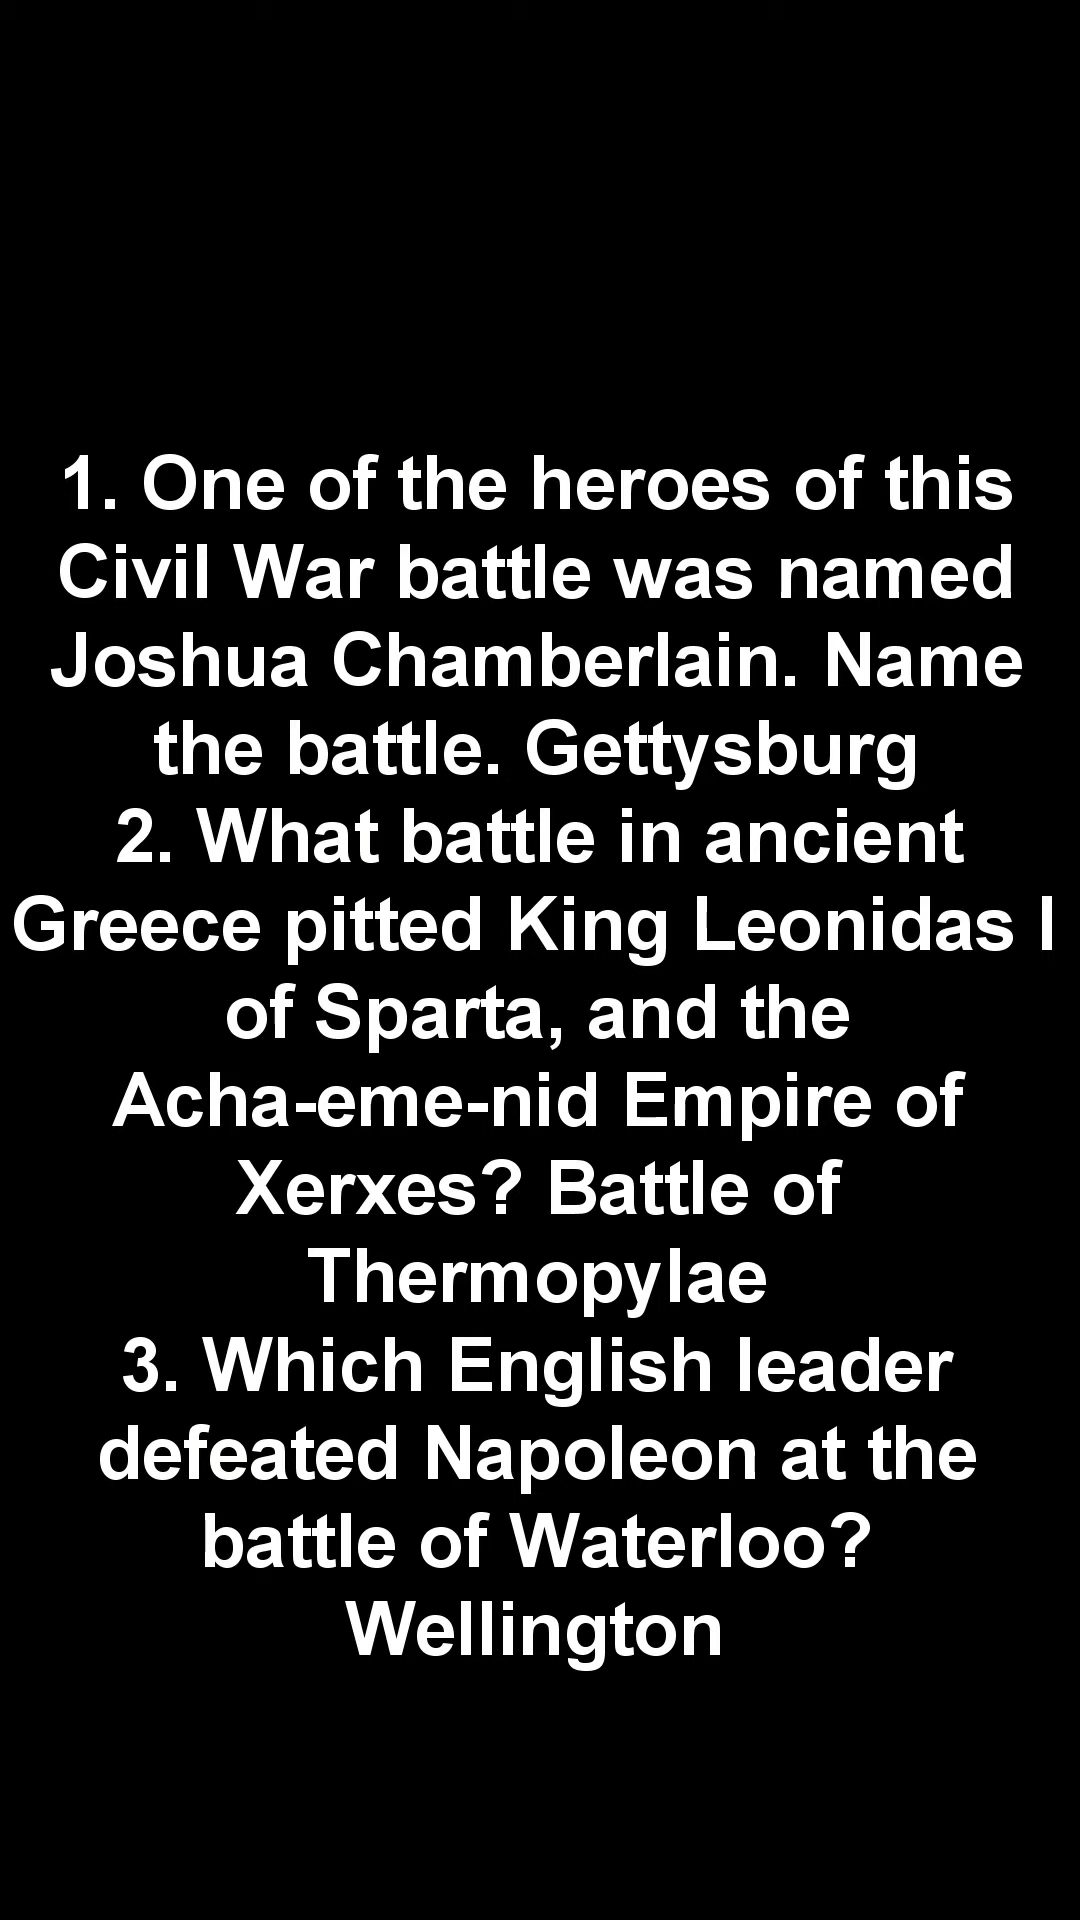 1. One of the heroes of this
Civil War battle was named
Joshua Chamberlain. Name
the battle. Gettysburg
2. What battle in ancient
Greece pitted King Leonidas I
of Sparta, and the
Acha-eme-nid Empire of
Xerxes? Battle of
Thermopylae
3. Which English leader
defeated Napoleon at the
battle of Waterloo?
Wellington